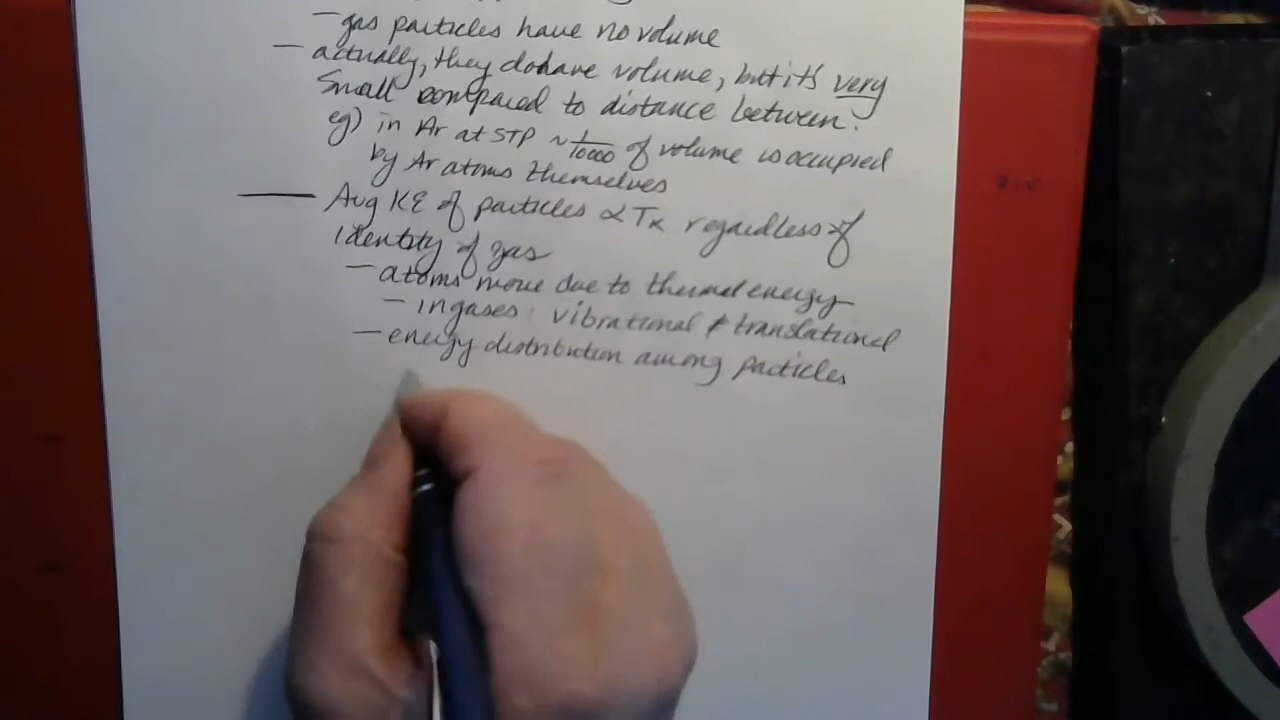 - gas particles have no volume
- actually, they do have volume, but it's very
small compared to distance between.
eg) in Ar at STP ~ 1/10000 of volume is occupied
by Ar atoms themselves
— Avg KE of particles ∝ TK regardless of
identity of gas
- atoms move due to thermal energy
- in gases: vibrational & translational
- energy distribution among particles